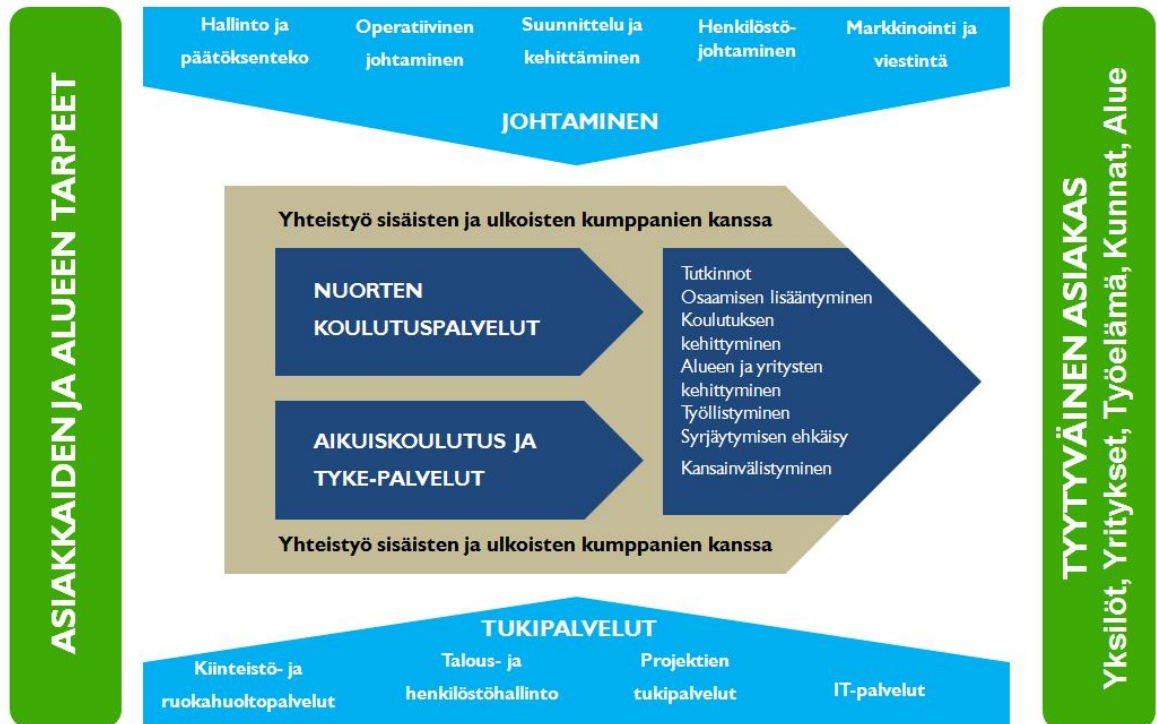 ASIAKKAIDEN JA ALUEEN TARPEET
Hallinto ja
päätöksenteko
Operatiivinen
johtaminen
Suunnittelu ja
kehittäminen
Henkilöstö-
johtaminen
Markkinointi ja
viestintä
JOHTAMINEN
Yhteistyö sisäisten ja ulkoisten kumppanien kanssa
NUORTEN
KOULUTUSPALVELUT
AIKUISKOULUTUS JA
TYKE-PALVELUT
Tutkinnot
Osaamisen lisääntyminen
Koulutuksen
kehittyminen
Alueen ja yritysten
kehittyminen
Työllistyminen
Syrjäytymisen ehkäisy
Kansainvälistyminen
Yhteistyö sisäisten ja ulkoisten kumppanien kanssa
TUKIPALVELUT
Kiinteistö- ja
ruokahuoltopalvelut
Talous- ja
henkilöstöhallinto
Projektien
tukipalvelut
IT-palvelut
TYYTYVÄINEN ASIAKAS
Yksilöt, Yritykset, Työelämä, Kunnat, Alue